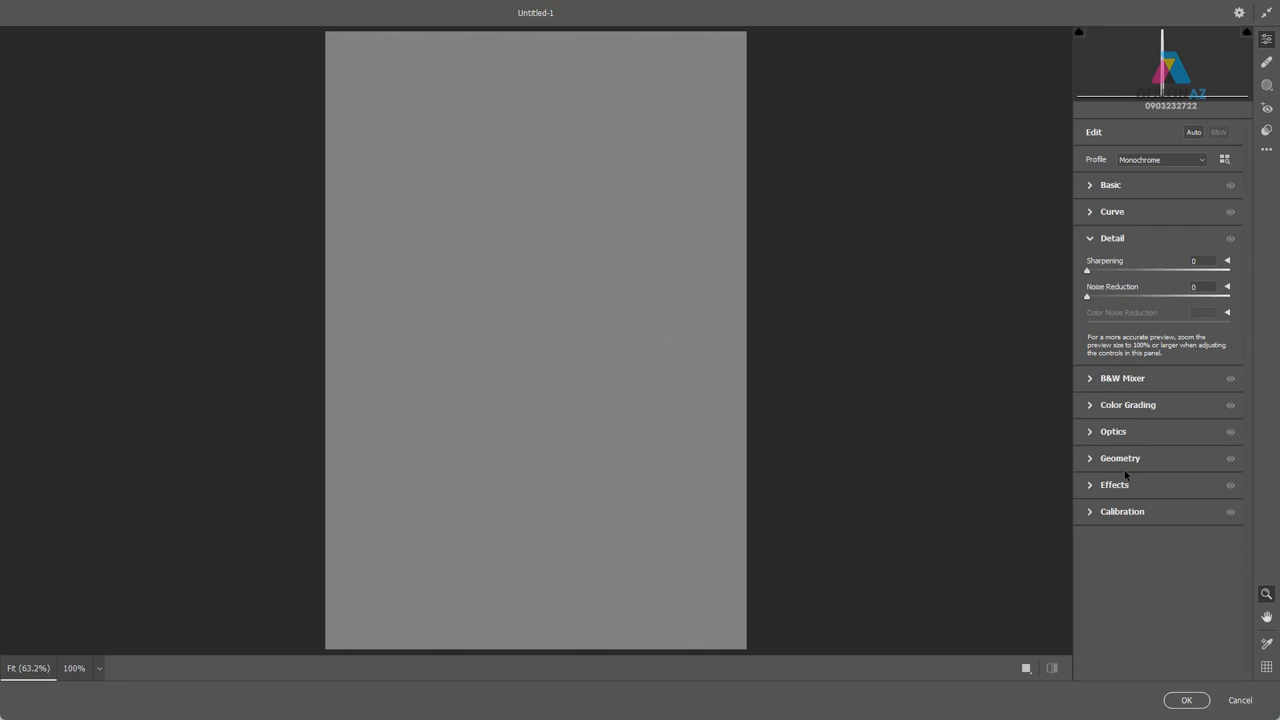 Untitled-1
AZ
0903232722
Edit
Auto
B&W
Profile
Monochrome
Basic
Curve
Detail
Sharpening
0
Noise Reduction
0
Color Noise Reduction
For a more accurate preview, zoom the
preview size to 100% or larger when adjusting
the controls in this panel.
B&W Mixer
Color Grading
Optics
Geometry
Effects
Calibration
Fit (63.2%)
100%
OK
Cancel